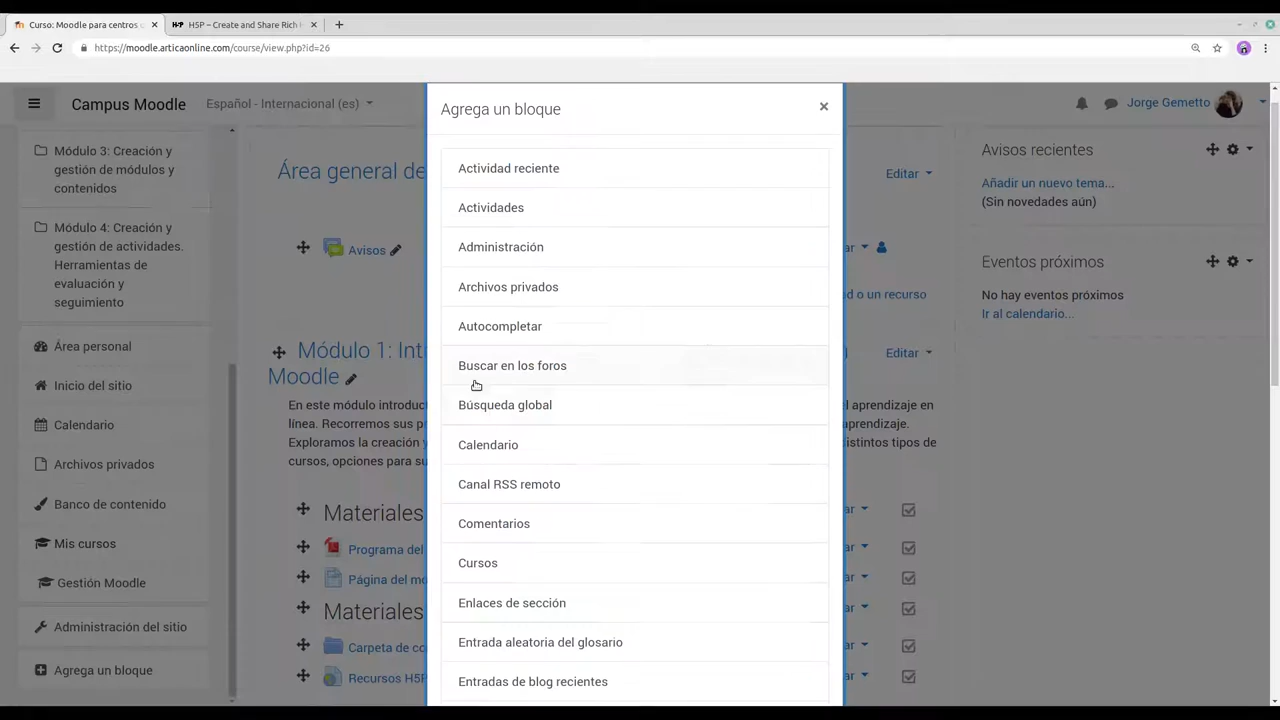 Curso: Moodle para centros
H5P – Create and Share Rich
https://moodle.articaonline.com/course/view.php?id=26
Campus Moodle
Español - Internacional (es)
Jorge Gemetto
Módulo 3: Creación y
gestión de módulos y
contenidos
Módulo 4: Creación y
gestión de actividades.
Herramientas de
evaluación y
seguimiento
Área personal
Inicio del sitio
Calendario
Archivos privados
Banco de contenido
Mis cursos
Gestión Moodle
Administración del sitio
Agrega un bloque
Área general de
Editar
Avisos
o un recurso
Módulo 1:
Moodle
Editar
En este módulo
línea. Recorremos sus
Exploramos la creación y
cursos, opciones para
el aprendizaje en
aprendizaje.
distintos tipos de
Materiales
Programa del
Página del
Materiales
Carpeta de
Recursos H5P
Agrega un bloque
Actividad reciente
Actividades
Administración
Archivos privados
Autocompletar
Buscar en los foros
Búsqueda global
Calendario
Canal RSS remoto
Comentarios
Cursos
Enlaces de sección
Entrada aleatoria del glosario
Entradas de blog recientes
Avisos recientes
Añadir un nuevo tema...
(Sin novedades aún)
Eventos próximos
No hay eventos próximos
Ir al calendario...